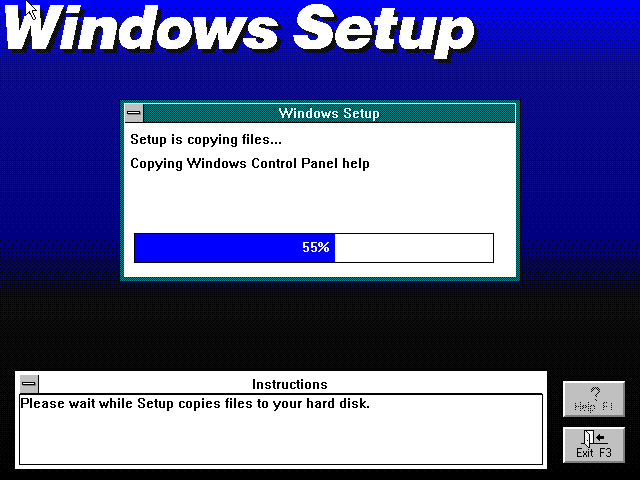 Windows Setup
Windows Setup
Setup is copying files...
Copying Windows Control Panel help
55%
Instructions
Please wait while Setup copies files to your hard disk.
?
Help F1
Exit F3